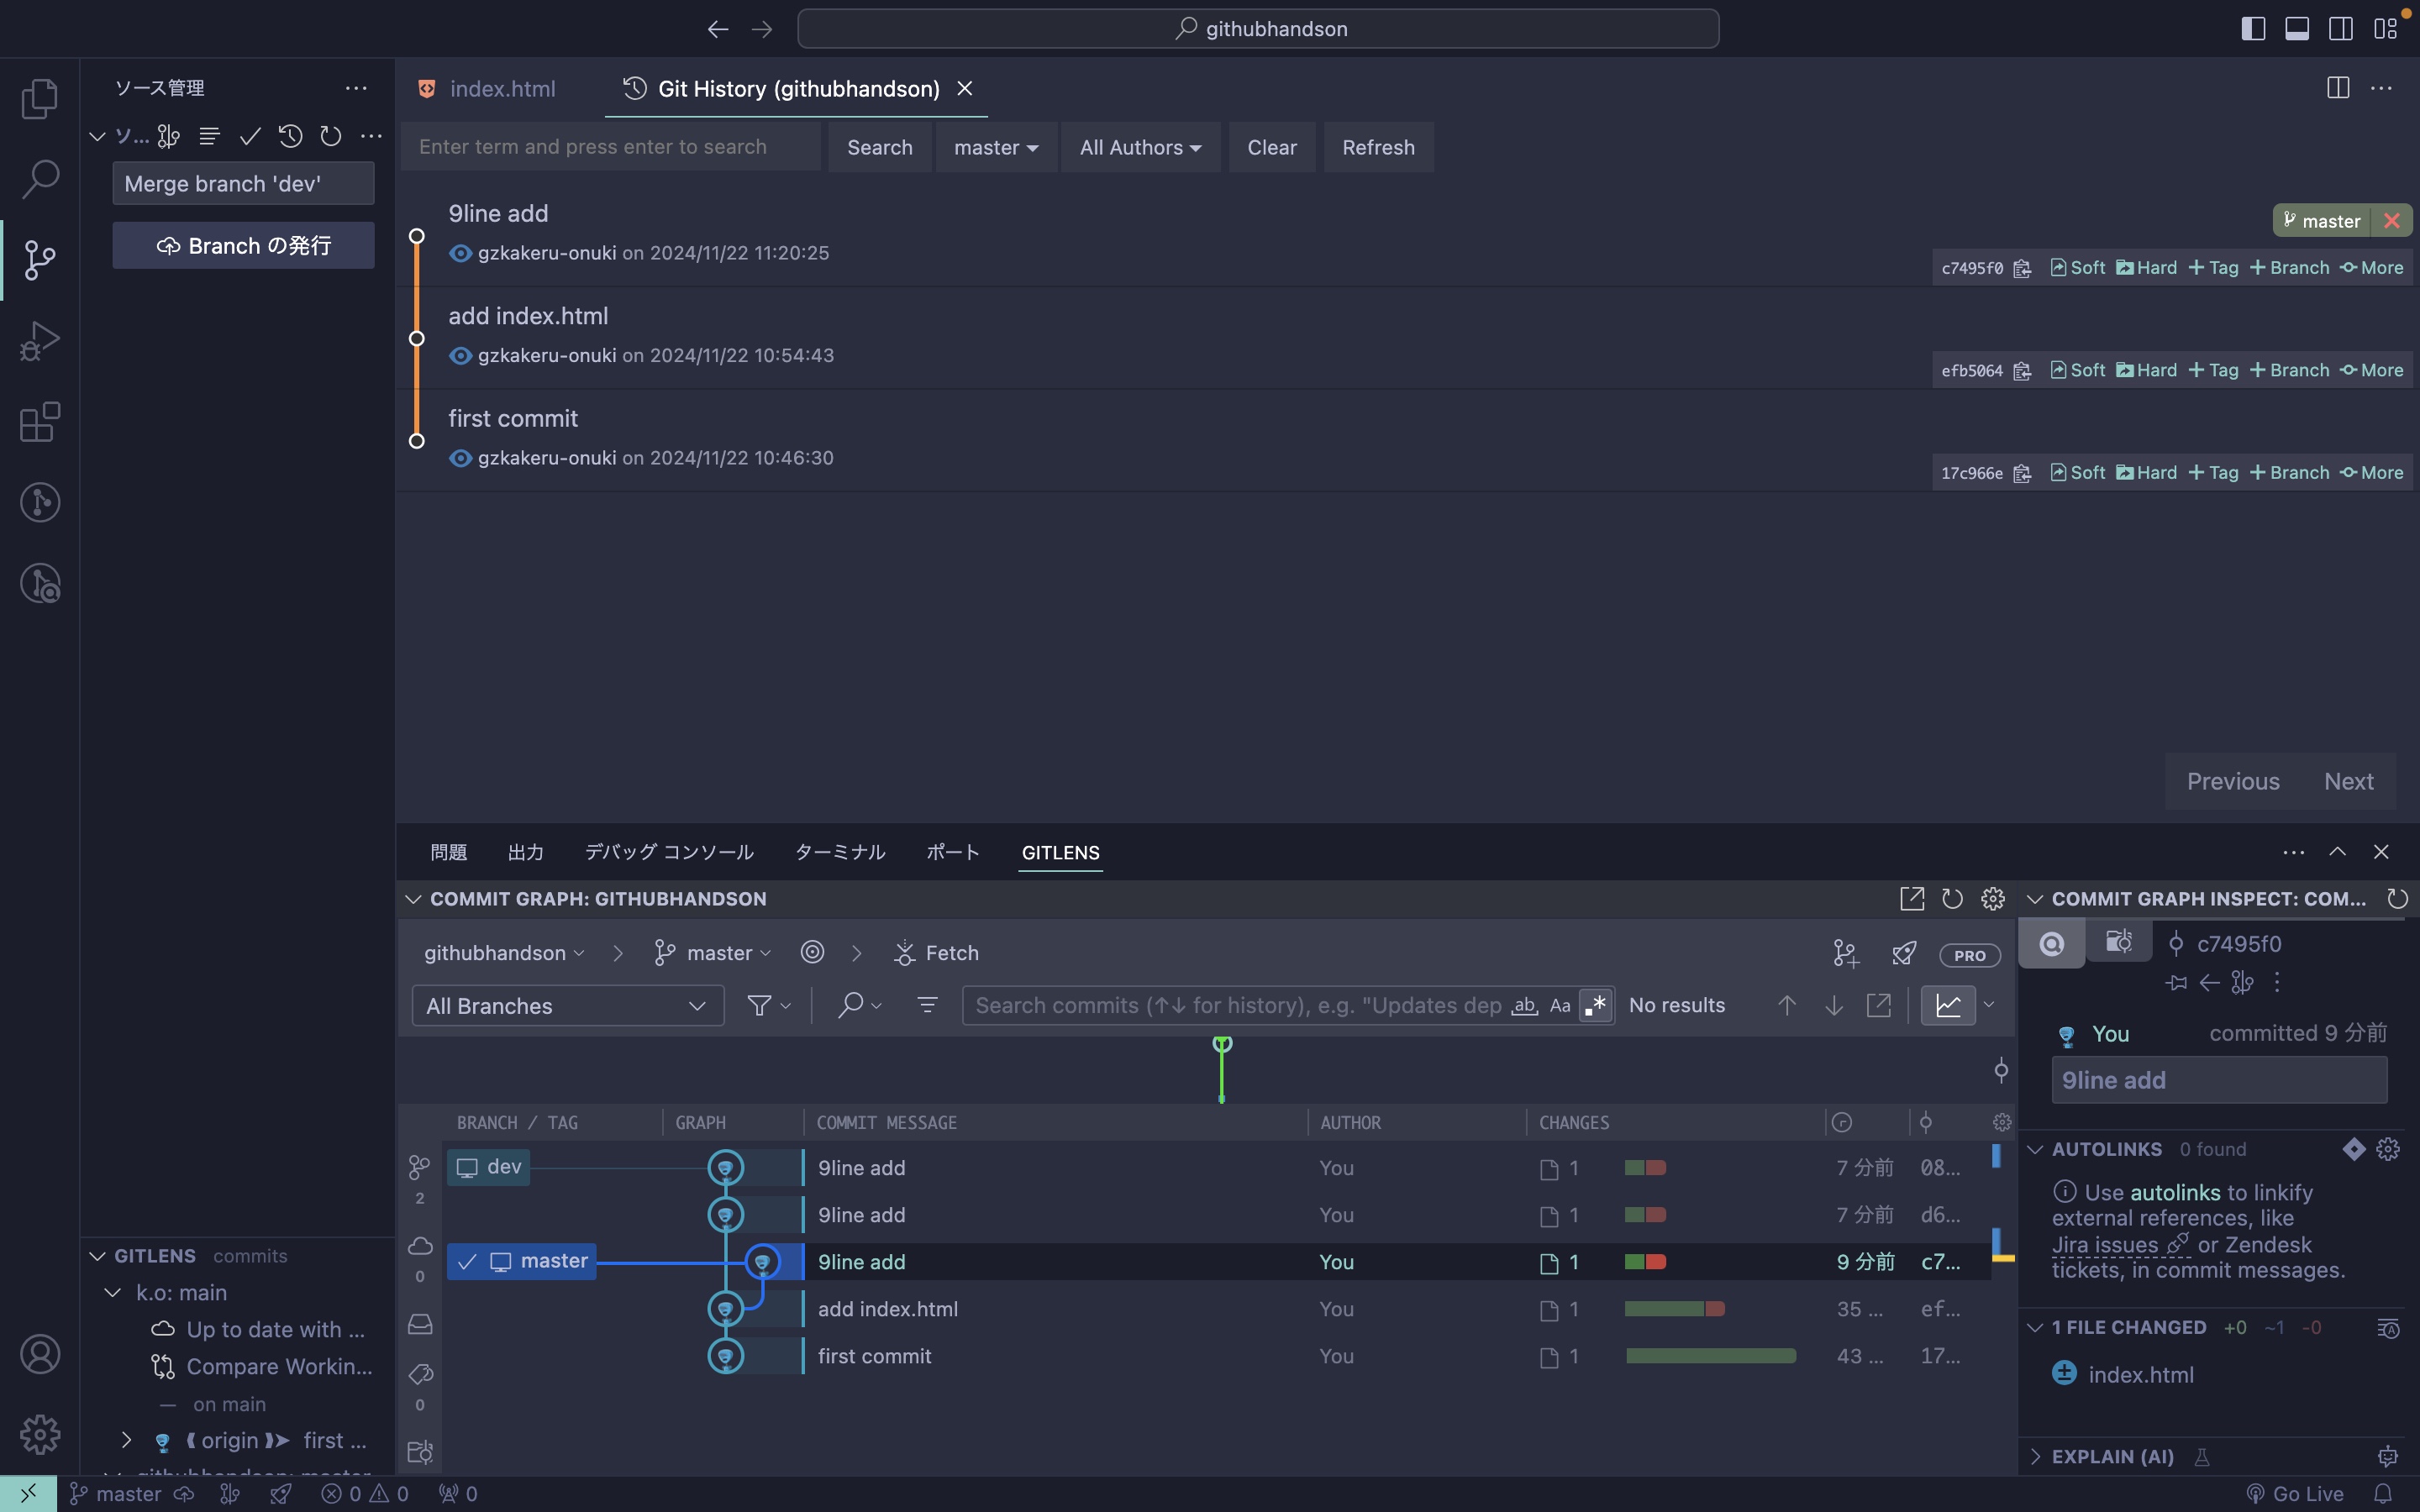 githubhandson
ソース管理
ソ...
Merge branch 'dev'
Branch の発行
index.html
Git History (githubhandson)
Enter term and press enter to search
Search
master
All Authors
Clear
Refresh
9line add
master
gzkakeru-onuki on 2024/11/22 11:20:25
c7495f0 Soft Hard + Tag + Branch More
add index.html
gzkakeru-onuki on 2024/11/22 10:54:43
efb5064 Soft Hard + Tag + Branch More
first commit
gzkakeru-onuki on 2024/11/22 10:46:30
17c966e Soft Hard + Tag + Branch More
Previous Next
問題 出力 デバッグ コンソール ターミナル ポート GITLENS
COMMIT GRAPH: GITHUBHANDSON
githubhandson master Fetch
PRO
All Branches
Search commits (↑↓ for history), e.g. "Updates dep
ab Aa .* No results
BRANCH / TAG GRAPH COMMIT MESSAGE AUTHOR CHANGES
dev 9line add You 1 7 分前 08...
9line add You 1 7 分前 d6...
master 9line add You 1 9 分前 c7...
add index.html You 1 35 ... ef...
first commit You 1 43 ... 17...
2
0
0
COMMIT GRAPH INSPECT: COM...
c7495f0
You committed 9 分前
9line add
AUTOLINKS 0 found
Use autolinks to linkify
external references, like
Jira issues or Zendesk
tickets, in commit messages.
1 FILE CHANGED +0 ~1 -0
index.html
EXPLAIN (AI)
GITLENS commits
k.o: main
Up to date with ...
Compare Workin...
— on main
origin first ...
githubhandson: master
master 0 0 0
Go Live